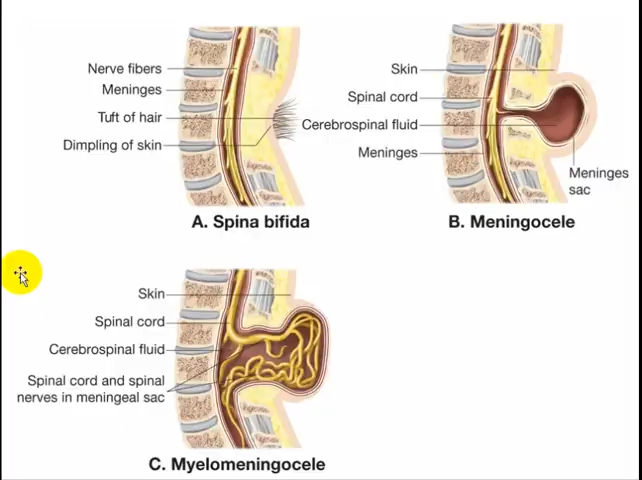 Nerve fibers
Meninges
Tuft of hair
Dimpling of skin
A. Spina bifida
Skin
Spinal cord
Cerebrospinal fluid
Meninges
Meninges
sac
B. Meningocele
Skin
Spinal cord
Cerebrospinal fluid
Spinal cord and spinal
nerves in meningeal sac
C. Myelomeningocele